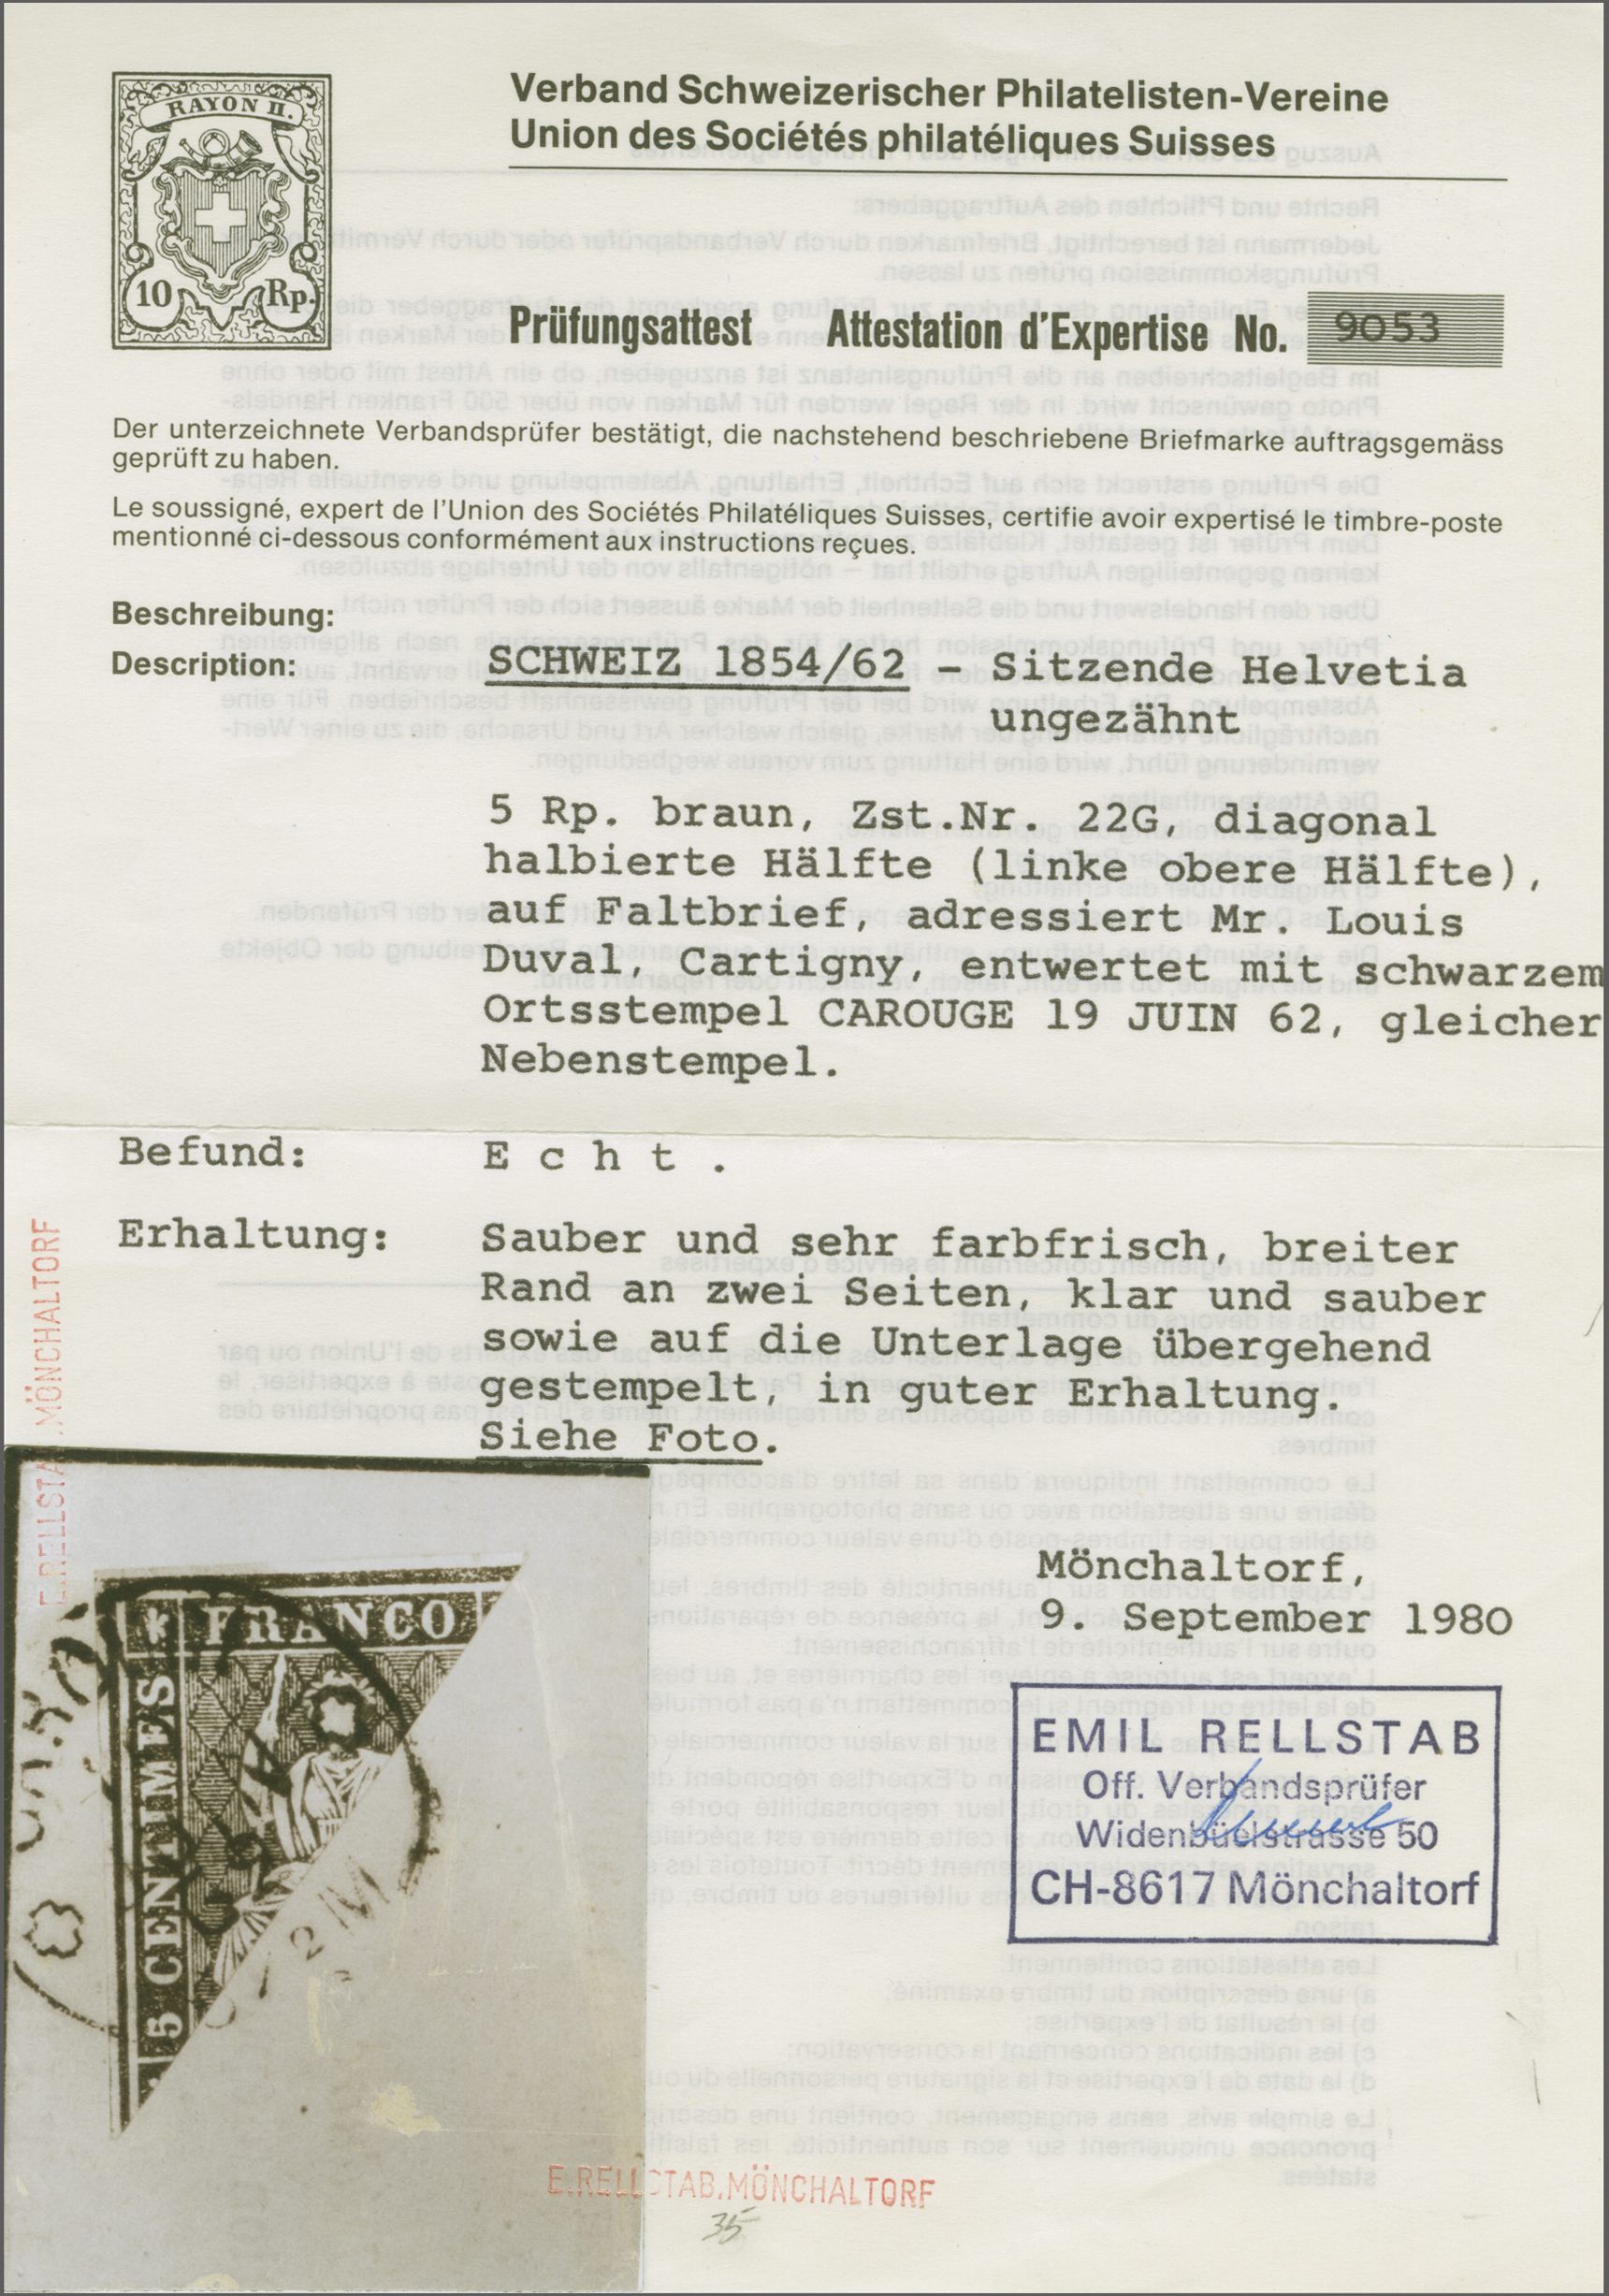 RAYON II.
10 Rp.
Verband Schweizerischer Philatelisten-Vereine
Union des Sociétés philatéliques Suisses
Prüfungsattest Attestation d'Expertise No. 9053
Der unterzeichnete Verbandsprüfer bestätigt, die nachstehend beschriebene Briefmarke auftragsgemäss
geprüft zu haben.
Le soussigné, expert de l'Union des Sociétés Philatéliques Suisses, certifie avoir expertisé le timbre-poste
mentionné ci-dessous conformément aux instructions reçues.
Beschreibung:
Description: SCHWEIZ 1854/62 – Sitzende Helvetia
ungezähnt
5 Rp. braun, Zst.Nr. 22G, diagonal
halbierte Hälfte (linke obere Hälfte),
auf Faltbrief, adressiert Mr. Louis
Duval, Cartigny, entwertet mit schwarzem
Ortsstempel CAROUGE 19 JUIN 62, gleicher
Nebenstempel.
Befund: E c h t .
Erhaltung: Sauber und sehr farbfrisch, breiter
Rand an zwei Seiten, klar und sauber
sowie auf die Unterlage übergehend
gestempelt, in guter Erhaltung.
Siehe Foto.
E.RELLSTAB.MÖNCHALTORF
FRANCO
5 CENTIMES
Mönchaltorf,
9. September 1980
EMIL RELLSTAB
Off. Verbandsprüfer
Widenbüelstrasse 50
CH-8617 Mönchaltorf
E.RELLSTAB.MÖNCHALTORF
35